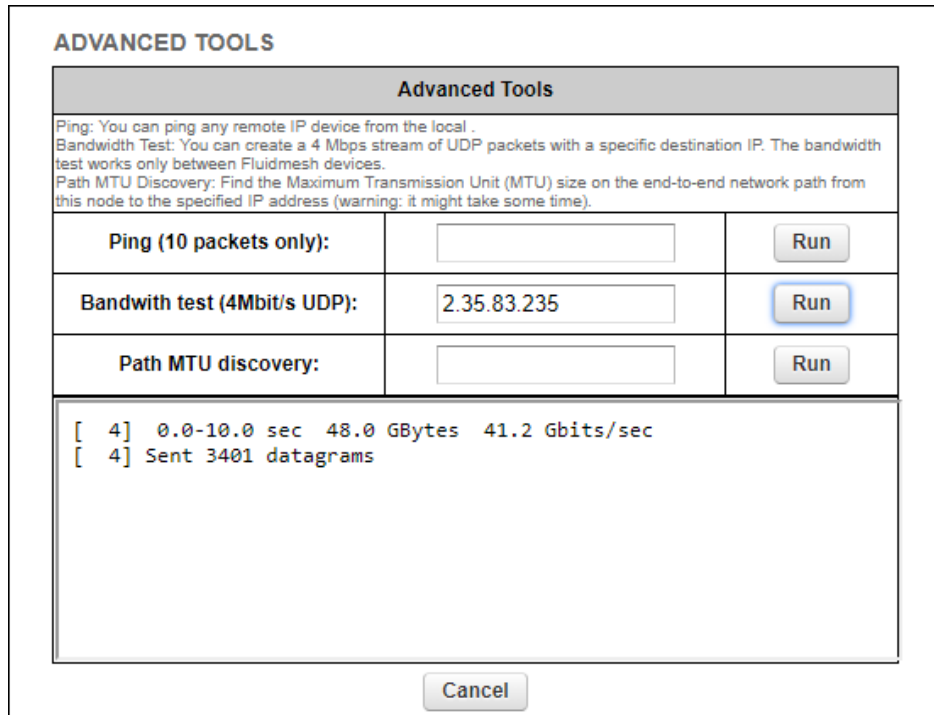 ADVANCED TOOLS
Advanced Tools
Ping: You can ping any remote IP device from the local .
Bandwidth Test: You can create a 4 Mbps stream of UDP packets with a specific destination IP. The bandwidth
test works only between Fluidmesh devices.
Path MTU Discovery: Find the Maximum Transmission Unit (MTU) size on the end-to-end network path from
this node to the specified IP address (warning: it might take some time).
Ping (10 packets only): Run
Bandwith test (4Mbit/s UDP): 2.35.83.235 Run
Path MTU discovery: Run
[  4]  0.0-10.0 sec  48.0 GBytes  41.2 Gbits/sec
[  4] Sent 3401 datagrams
Cancel